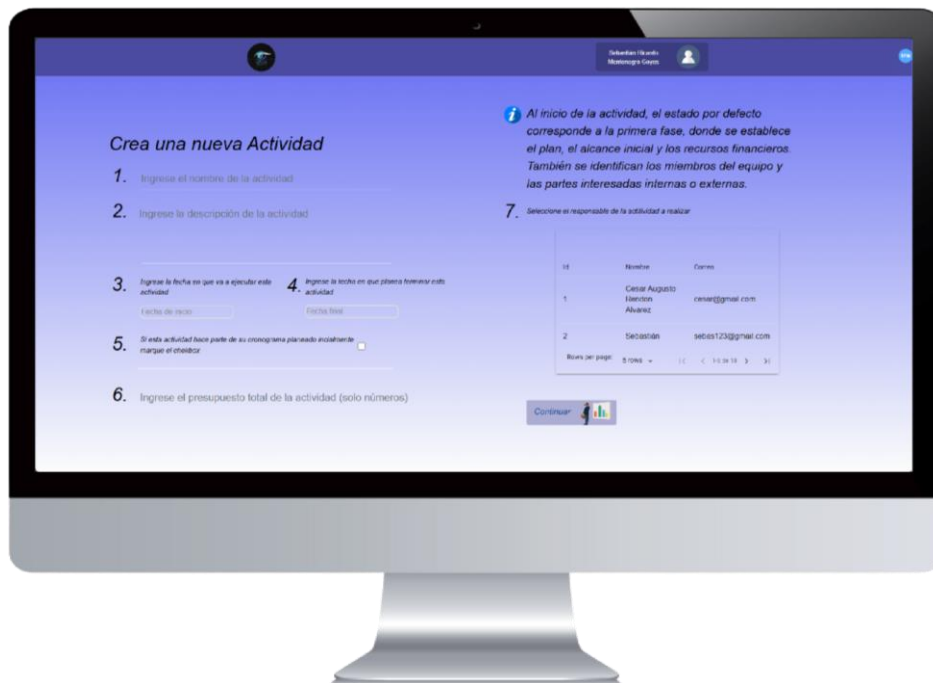 Sebastián Ricardo
Montenegro Goyes
Crea una nueva Actividad
1. Ingrese el nombre de la actividad
2. Ingrese la descripción de la actividad
3. Ingrese la fecha en que va a ejecutar esta
actividad
Fecha de inicio
4. Ingrese la fecha en que planea finalizar esta
actividad
Fecha final
5. Si esta actividad hace parte de su cronograma planeado inicialmente
marque el checkbox
6. Ingrese el presupuesto total de la actividad (solo números)
Al inicio de la actividad, el estado por defecto
corresponde a la primera fase, donde se establece
el plan, el alcance inicial y los recursos financieros.
También se identifican los miembros del equipo y
las partes interesadas internas o externas.
7. Seleccione el responsable de la actividad a realizar
Id Nombre Correo
1 Cesar Augusto cesar@gmail.com
Alvarez
2 Sebastián sebas123@gmail.com
Rows per page: 5 rows
Continuar